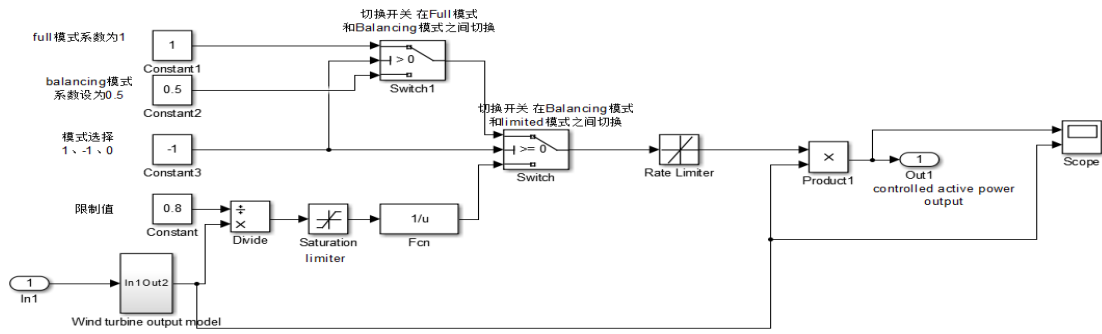 切换开关 在Full模式
和Balancing模式之间切换
full模式系数为1
1
Constant1
> 0
Switch1
balancing模式
系数设为0.5
0.5
Constant2
切换开关 在Balancing模式
和limited模式之间切换
模式选择
1、-1、0
-1
Constant3
>= 0
Switch
Rate Limiter
×
Product1
1
Out1
controlled active power
output
Scope
限制值
0.8
Constant
÷
×
Divide
Saturation
limiter
1/u
Fcn
1
In1
In1 Out2
Wind turbine output model